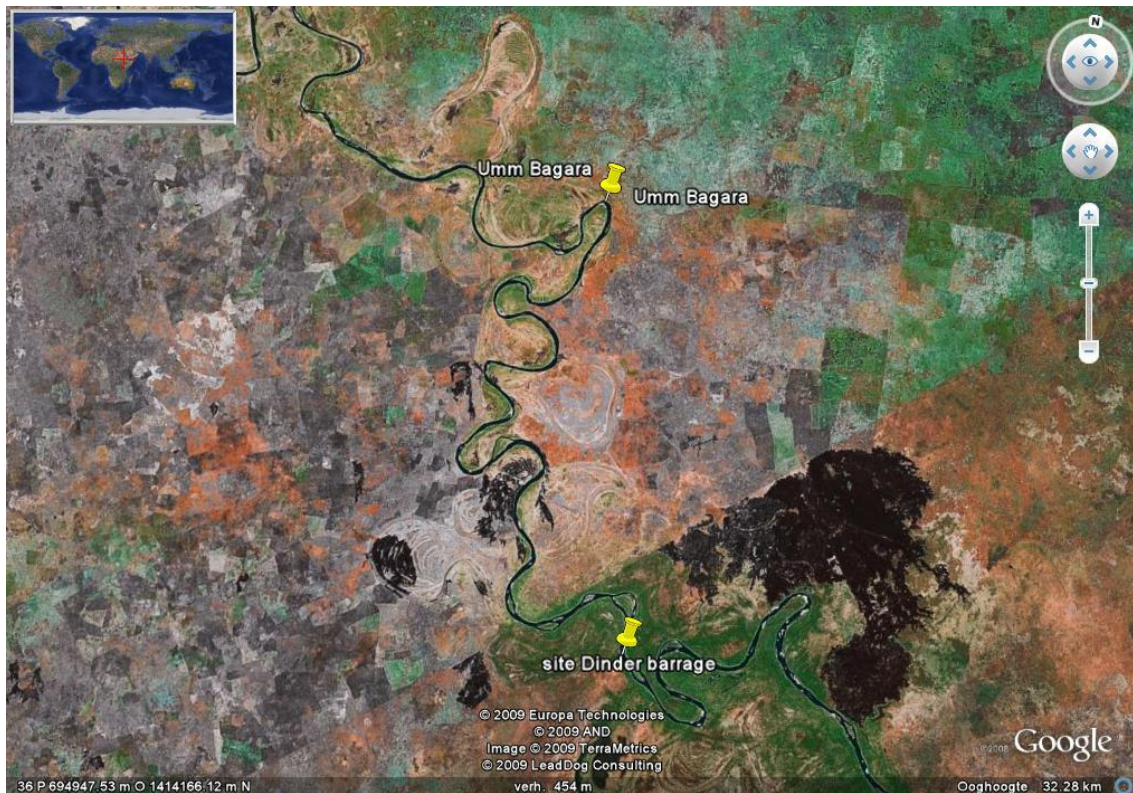 N
Umm Bagara
Umm Bagara
site Dinder barrage
© 2009 Europa Technologies
© 2009 AND
Image © 2009 TerraMetrics
© 2009 LeadDog Consulting
©2008 Google
36 P 694947.53 m O 1414166.12 m N
verh. 454 m
Ooghoogte 32.28 km